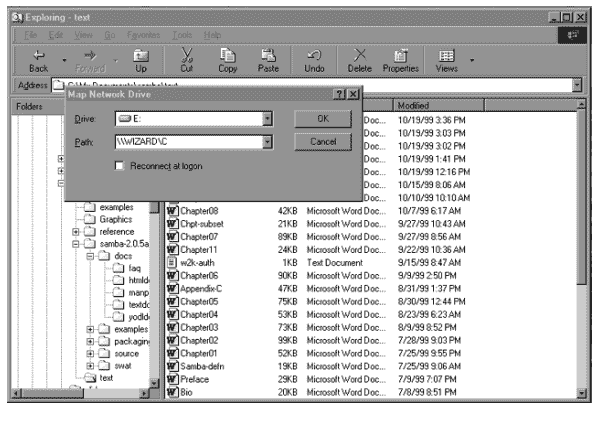 Exploring - text
File Edit View Go Favorites Tools Help
Back Forward Up Cut Copy Paste Undo Delete Properties Views
Address
Folders Modified
Map Network Drive
Drive: E: OK
Path: \\WIZARD\C Cancel
Reconnect at logon
Doc... 10/19/99 3:36 PM
Doc... 10/19/99 3:03 PM
Doc... 10/19/99 3:02 PM
Doc... 10/19/99 1:41 PM
Doc... 10/19/99 12:16 PM
Doc... 10/15/99 8:06 AM
Doc... 10/10/99 10:10 AM
examples Chapter08 42KB Microsoft Word Doc... 10/7/99 6:17 AM
Graphics Chpt-subset 21KB Microsoft Word Doc... 9/27/99 10:43 AM
reference Chapter07 89KB Microsoft Word Doc... 9/27/99 8:56 AM
samba-2.0.5a Chapter11 24KB Microsoft Word Doc... 9/22/99 10:36 AM
docs w2k-auth 1KB Text Document 9/15/99 8:47 AM
faq Chapter06 90KB Microsoft Word Doc... 9/9/99 2:50 PM
htmldo Appendix-C 47KB Microsoft Word Doc... 8/31/99 1:37 PM
manp Chapter05 75KB Microsoft Word Doc... 8/30/99 12:44 PM
textdo Chapter04 53KB Microsoft Word Doc... 8/23/99 6:23 AM
yodld Chapter03 73KB Microsoft Word Doc... 8/9/99 8:52 PM
examples Chapter02 99KB Microsoft Word Doc... 7/28/99 9:03 PM
packaging Chapter01 52KB Microsoft Word Doc... 7/25/99 9:55 PM
source Samba-defn 19KB Microsoft Word Doc... 7/25/99 9:06 AM
swat Preface 29KB Microsoft Word Doc... 7/9/99 7:07 PM
text Bio 20KB Microsoft Word Doc... 7/8/99 8:51 PM